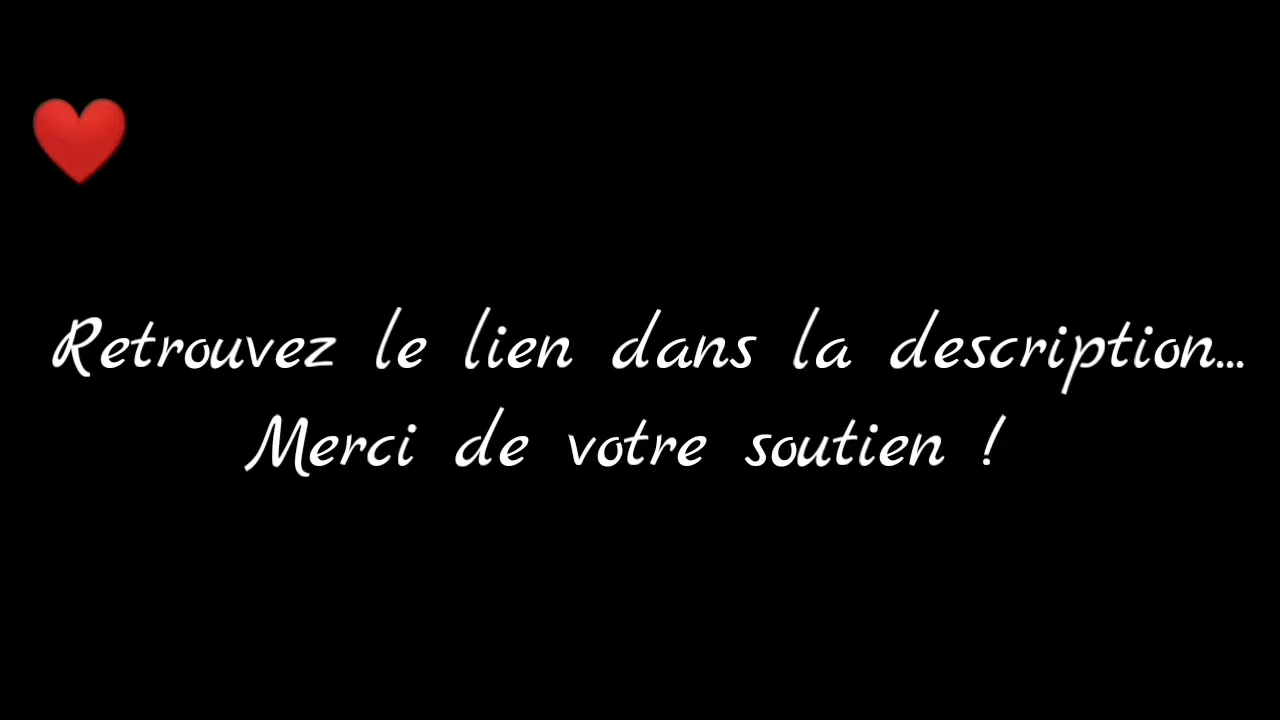 Retrouvez le lien dans la description...
Merci de votre soutien !